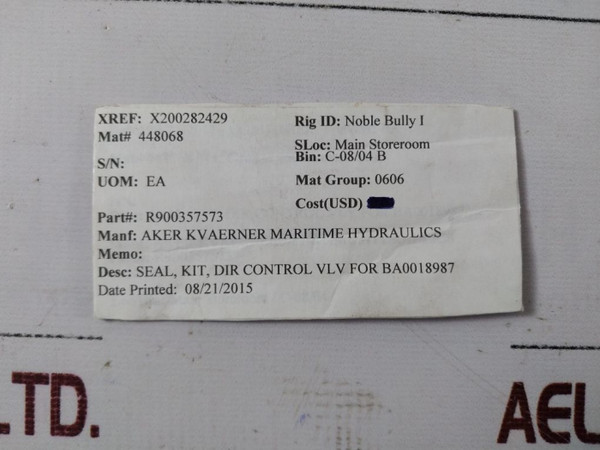 XREF: X200282429
Mat# 448068
S/N:
UOM: EA
Rig ID: Noble Bully I
SLoc: Main Storeroom
Bin: C-08/04 B
Mat Group: 0606
Cost(USD)
Part#: R900357573
Manf: AKER KVAERNER MARITIME HYDRAULICS
Memo:
Desc: SEAL, KIT, DIR CONTROL VLV FOR BA0018987
Date Printed: 08/21/2015
LTD.
AEL